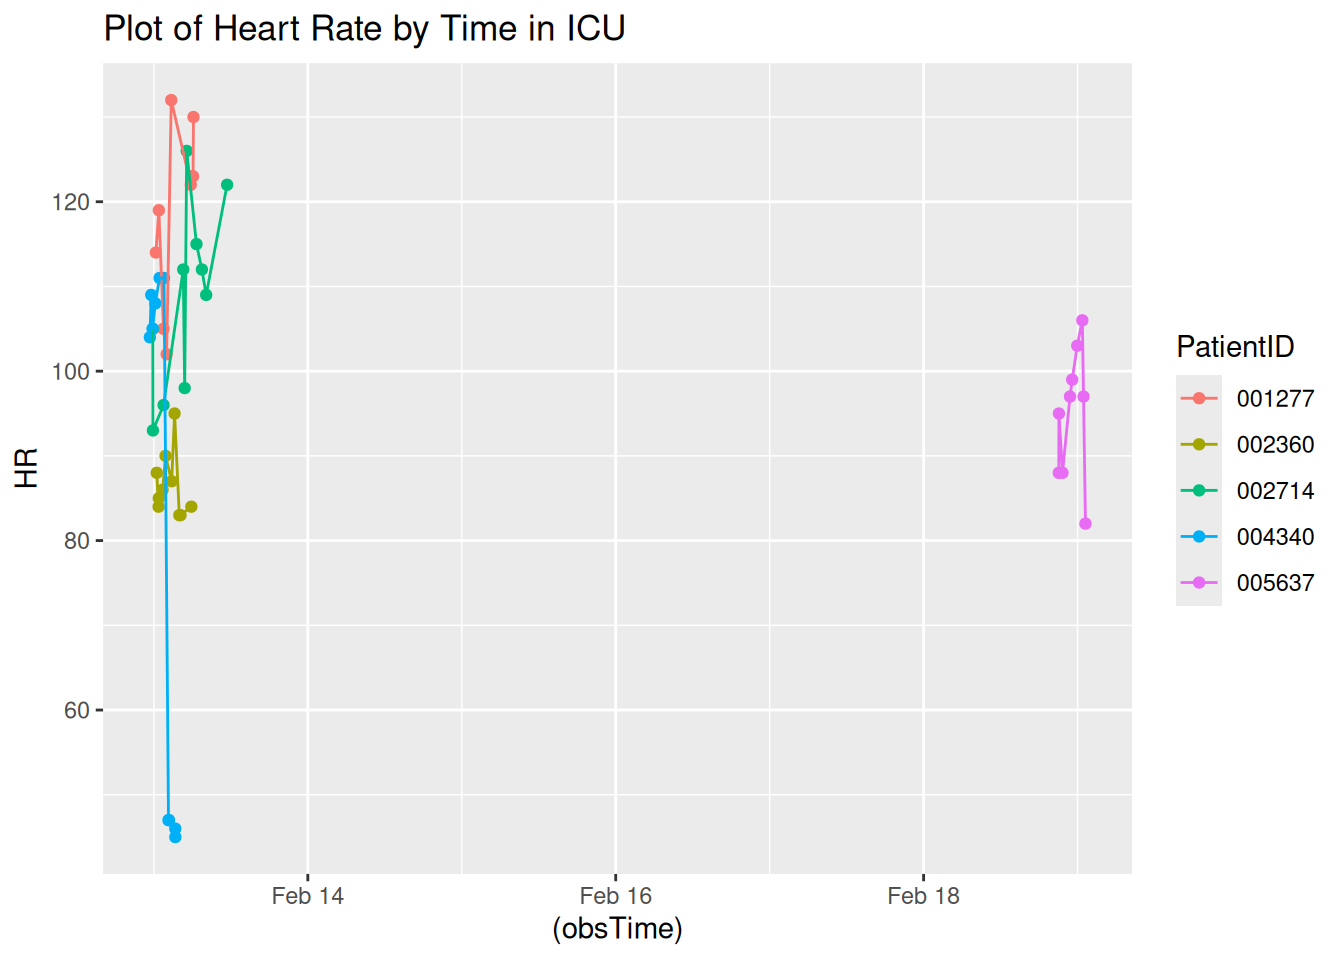 Plot of Heart Rate by Time in ICU
120
100
80
60
HR
Feb 14
Feb 16
Feb 18
(obsTime)
PatientID
001277
002360
002714
004340
005637